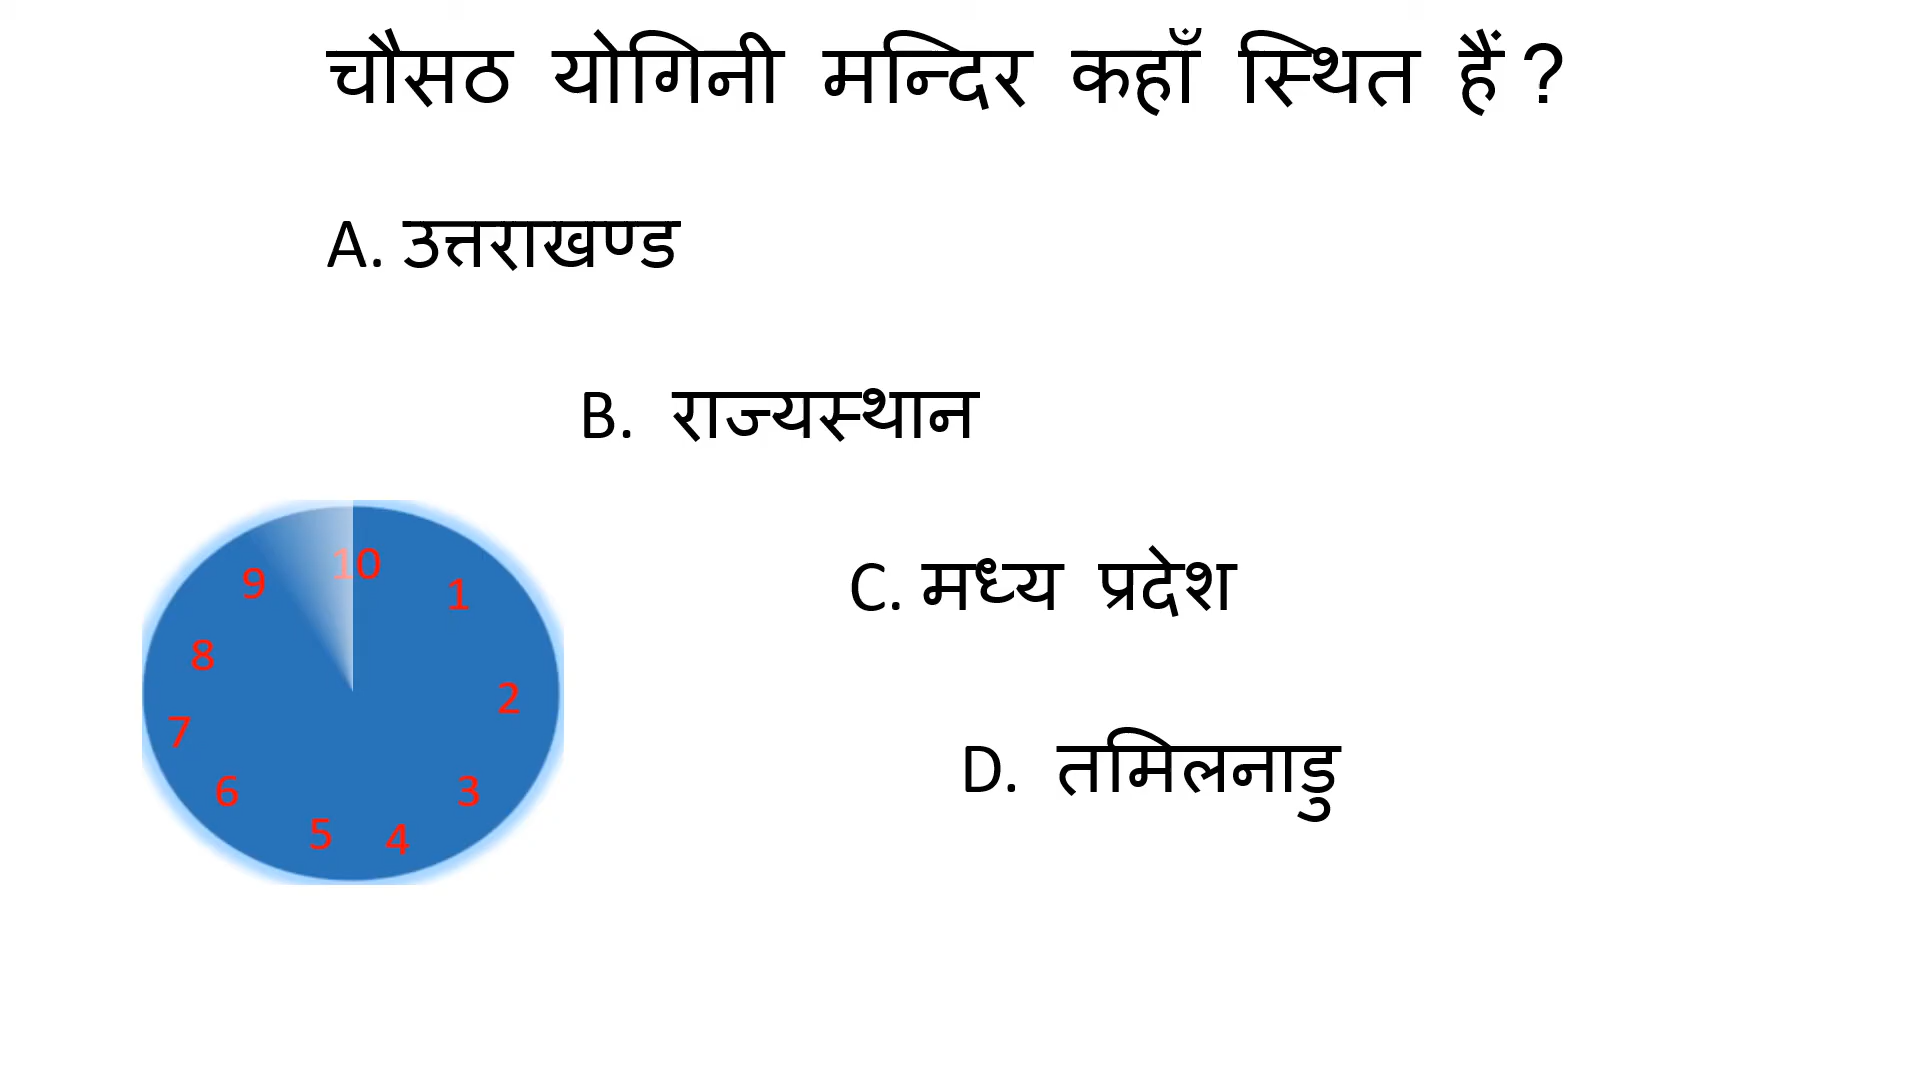 चौसठ योगिनी मन्दिर कहाँ स्थित हैं ?
A. उत्तराखण्ड
B. राज्यस्थान
C. मध्य प्रदेश
D. तमिलनाडु
10
1
9
8
2
7
6
3
5
4